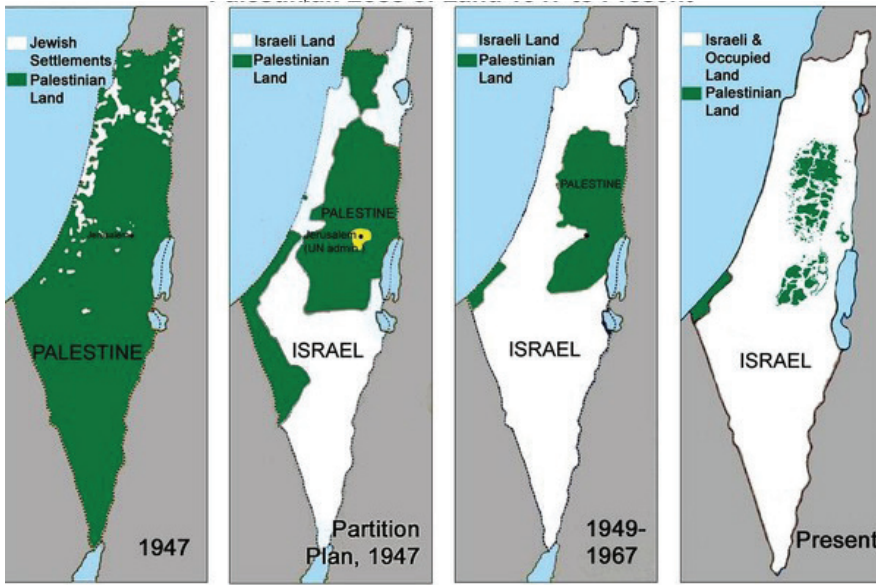 Jewish
Settlements
Palestinian
Land
Jerusalem
PALESTINE
1947
Israeli Land
Palestinian
Land
PALESTINE
Jerusalem
(UN admin.)
ISRAEL
Partition
Plan, 1947
Israeli Land
Palestinian
Land
PALESTINE
ISRAEL
1949-
1967
Israeli &
Occupied
Land
Palestinian
Land
ISRAEL
Present